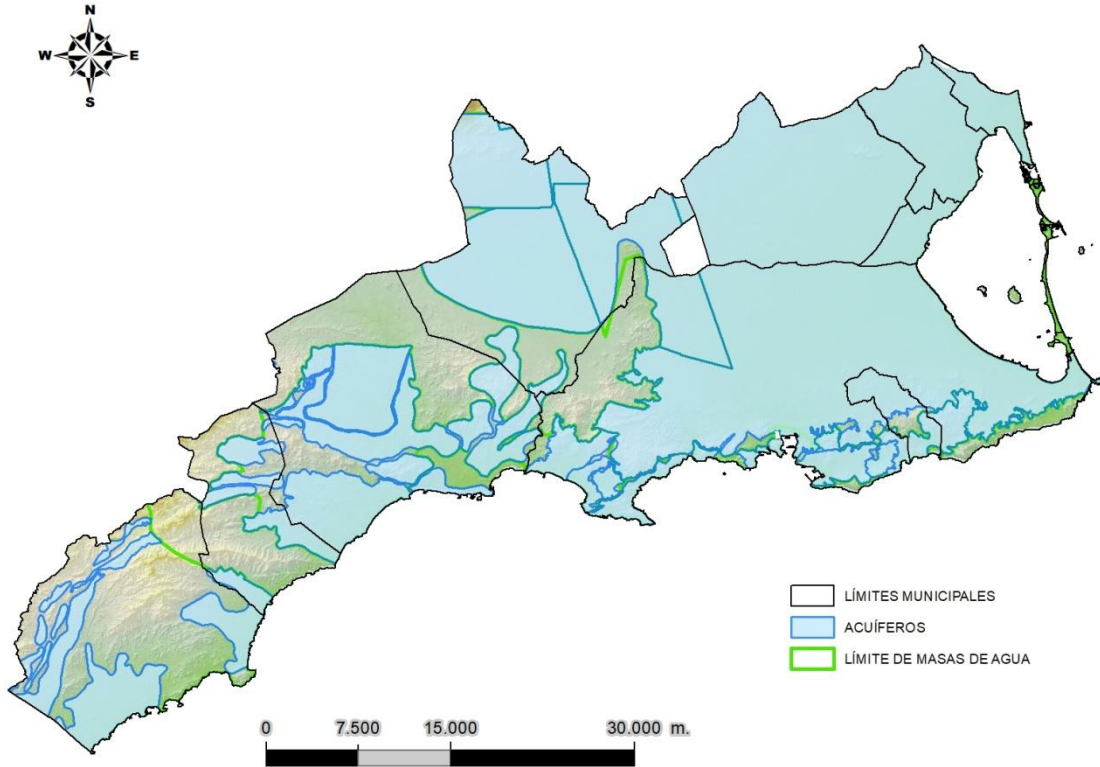 N
W E
S
LÍMITES MUNICIPALES
ACUÍFEROS
LÍMITE DE MASAS DE AGUA
0 7.500 15.000 30.000 m.